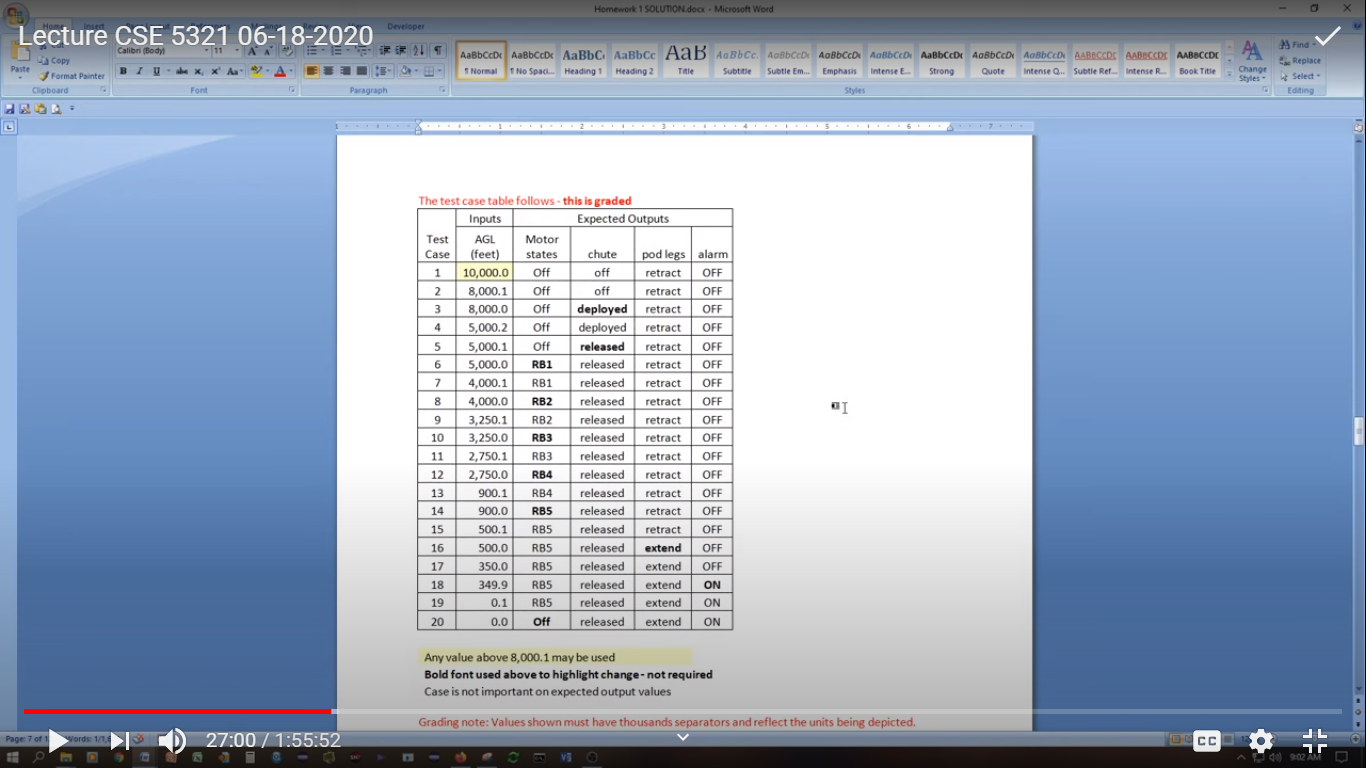 Homework 1 SOLUTION.docx - Microsoft Word
Home Insert Developer
Lecture CSE 5321 06-18-2020
Paste Copy Format Painter
Calibri (Body) 11
AaBbCcDc AaBbCcDc AaBbC AaBbCc AaB AaBbCc. AaBbCcDc AaBbCcDc AaBbCcDc AaBbCcDc AaBbCcDc AaBbCcDc AABBCCDC AABBCCDC AaBbCcDc
¶ Normal ¶ No Spaci... Heading 1 Heading 2 Title Subtitle Subtle Em... Emphasis Intense E... Strong Quote Intense Q... Subtle Ref... Intense R... Book Title
Change Styles
Find
Replace
Select
Clipboard Font Paragraph Styles Editing
1 1 2 3 4 5 6 7
The test case table follows - this is graded
Inputs Expected Outputs
Test Case AGL (feet) Motor states chute pod legs alarm
1 10,000.0 Off off retract OFF
2 8,000.1 Off off retract OFF
3 8,000.0 Off deployed retract OFF
4 5,000.2 Off deployed retract OFF
5 5,000.1 Off released retract OFF
6 5,000.0 RB1 released retract OFF
7 4,000.1 RB1 released retract OFF
8 4,000.0 RB2 released retract OFF
9 3,250.1 RB2 released retract OFF
10 3,250.0 RB3 released retract OFF
11 2,750.1 RB3 released retract OFF
12 2,750.0 RB4 released retract OFF
13 900.1 RB4 released retract OFF
14 900.0 RB5 released retract OFF
15 500.1 RB5 released retract OFF
16 500.0 RB5 released extend OFF
17 350.0 RB5 released extend OFF
18 349.9 RB5 released extend ON
19 0.1 RB5 released extend ON
20 0.0 Off released extend ON
Any value above 8,000.1 may be used
Bold font used above to highlight change - not required
Case is not important on expected output values
Grading note: Values shown must have thousands separators and reflect the units being depicted.
Page: 7 of
27:00 / 1:55:52
CC
9:02 AM